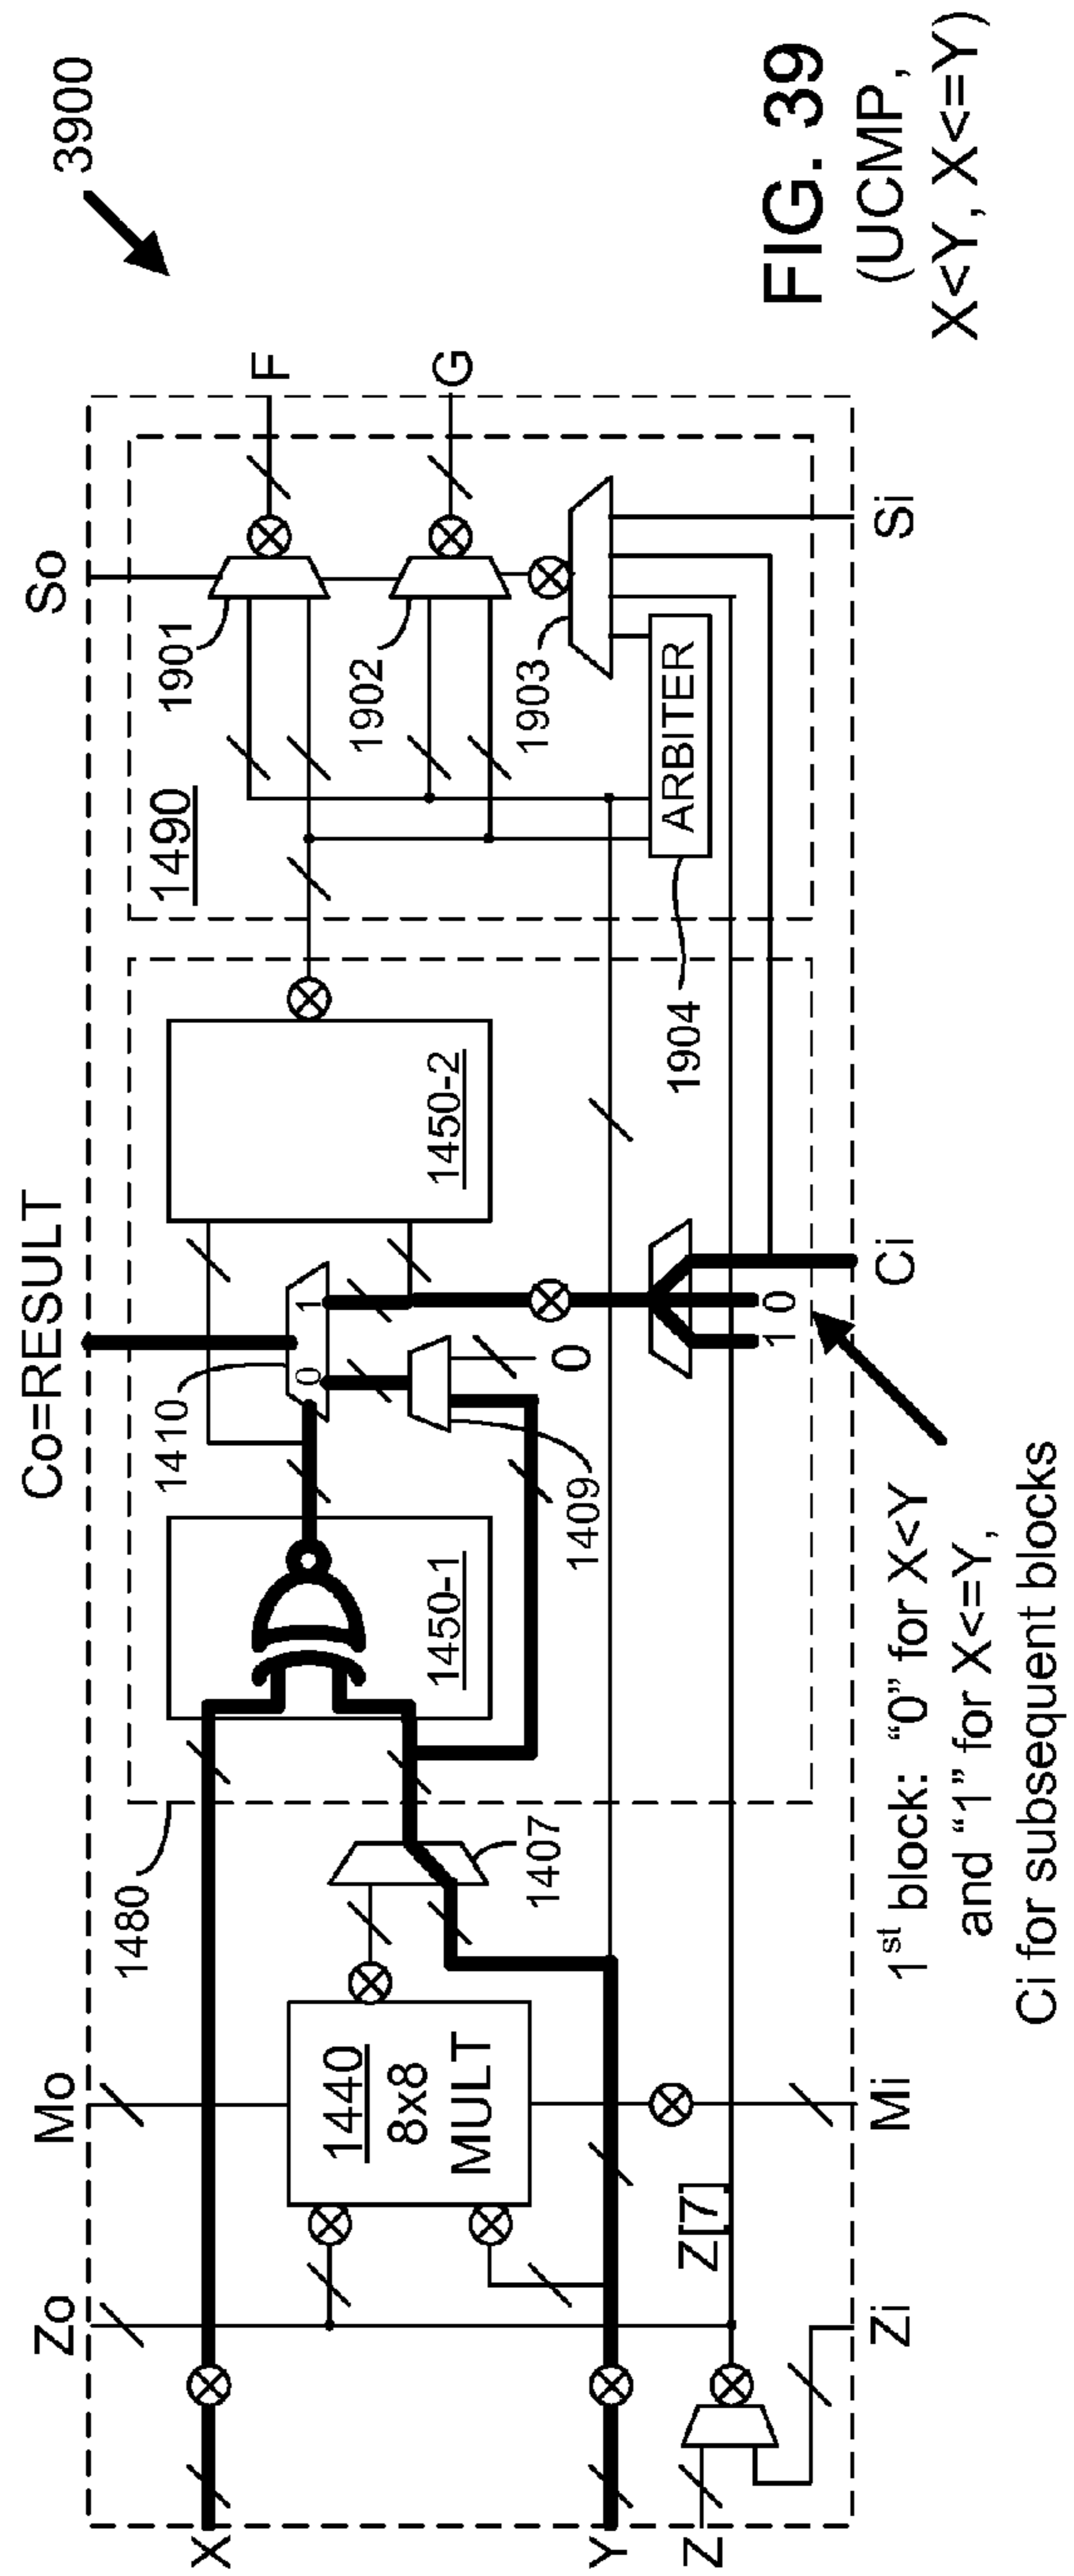 3900
So
Co=RESULT
Mo
Zo
F
G
1901
1902
1903
1490
ARBITER
1904
1450-2
1410
0
1
1409
0
1450-1
1480
1407
1440
8x8
MULT
Z[7]
X
Y
Z
1
0
Si
Ci
Mi
Zi
1st block: “0” for X<Y
and “1” for X<=Y,
Ci for subsequent blocks
FIG. 39
(UCMP,
X<Y, X<=Y)